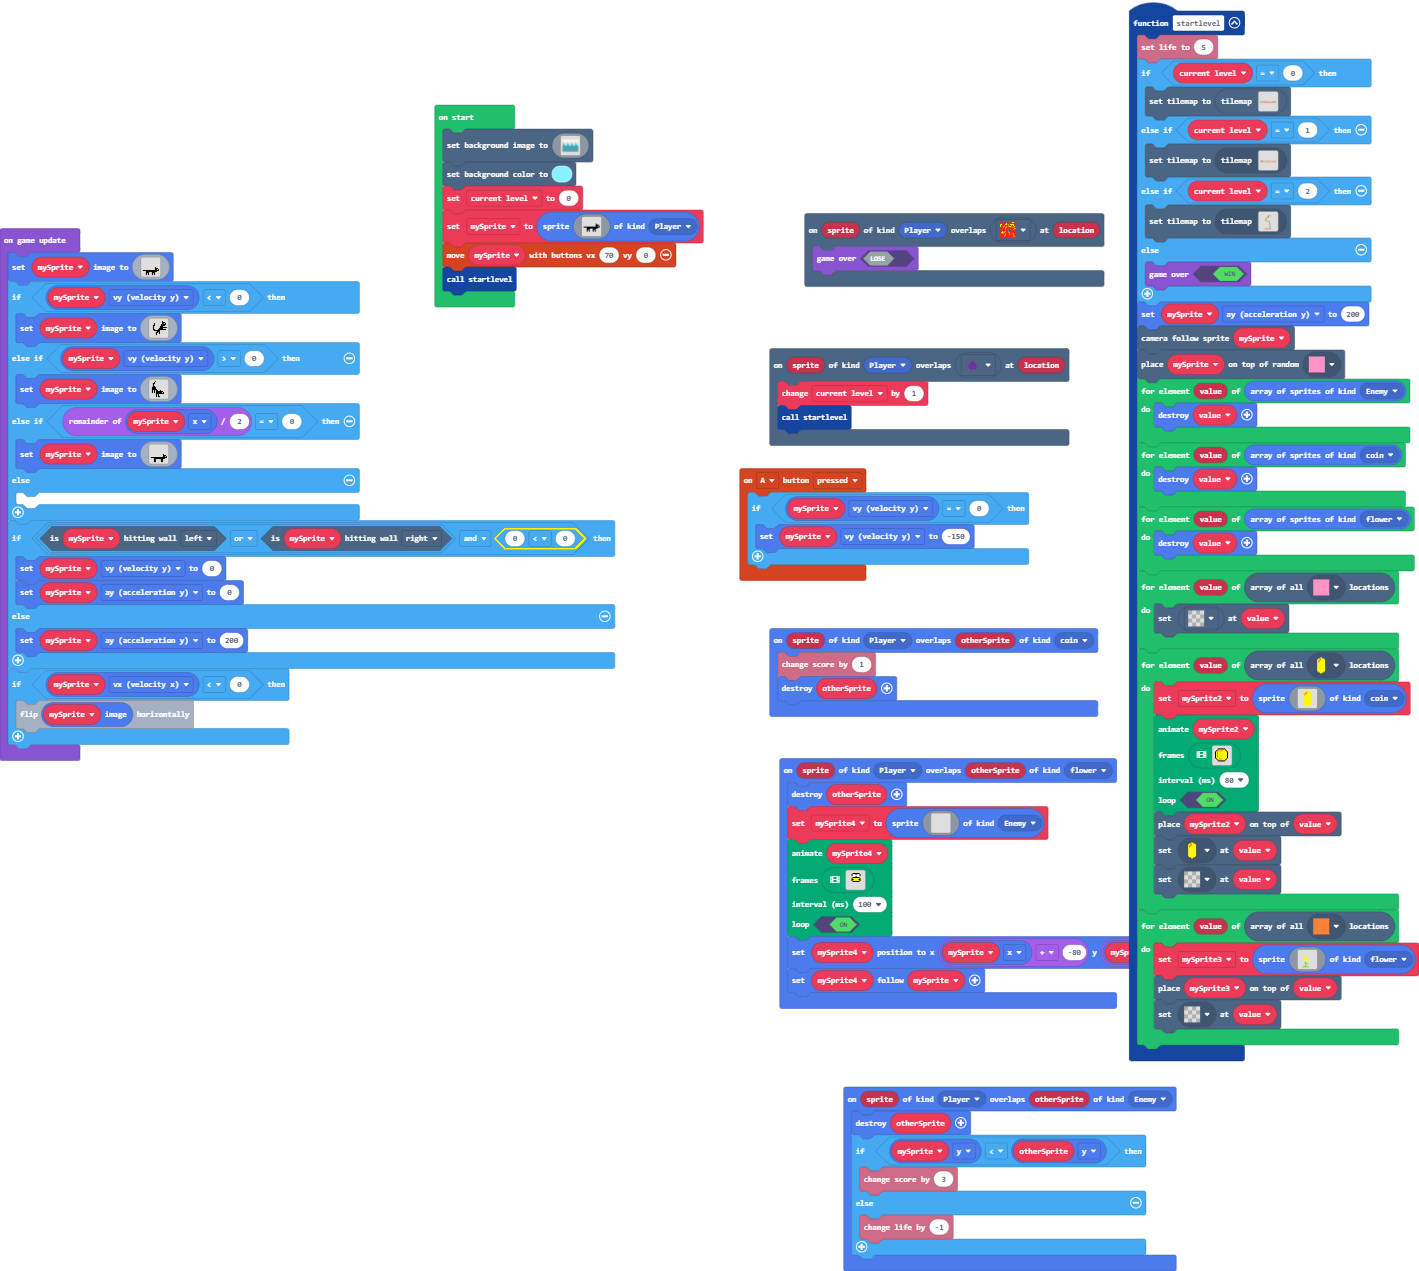 on game update
set mySprite image to
if mySprite vy (velocity y) < 0 then
set mySprite image to
else if mySprite vy (velocity y) > 0 then
set mySprite image to
else if remainder of mySprite x / 2 = 0 then
set mySprite image to
else
if is mySprite hitting wall left or is mySprite hitting wall right and 0 < 0 then
set mySprite vy (velocity y) to 0
set mySprite ay (acceleration y) to 0
else
set mySprite ay (acceleration y) to 200
if mySprite vx (velocity x) < 0 then
flip mySprite image horizontally
on start
set background image to
set background color to
set current level to 0
set mySprite to sprite of kind Player
move mySprite with buttons vx 70 vy 0
call startlevel
on sprite of kind Player overlaps at location
game over LOSE
on sprite of kind Player overlaps at location
change current level by 1
call startlevel
on A button pressed
if mySprite vy (velocity y) = 0 then
set mySprite vy (velocity y) to -150
on sprite of kind Player overlaps otherSprite of kind coin
change score by 1
destroy otherSprite
on sprite of kind Player overlaps otherSprite of kind flower
destroy otherSprite
set mySprite4 to sprite of kind Enemy
animate mySprite4
frames
interval (ms) 100
loop ON
set mySprite4 position to x mySprite x + -80 y mySp
set mySprite4 follow mySprite
on sprite of kind Player overlaps otherSprite of kind Enemy
destroy otherSprite
if mySprite y < otherSprite y then
change score by 3
else
change life by -1
function startlevel
set life to 5
if current level = 0 then
set tilemap to tilemap
else if current level = 1 then
set tilemap to tilemap
else if current level = 2 then
set tilemap to tilemap
else
game over WIN
set mySprite ay (acceleration y) to 200
camera follow sprite mySprite
place mySprite on top of random
for element value of array of sprites of kind Enemy
do destroy value
for element value of array of sprites of kind coin
do destroy value
for element value of array of sprites of kind flower
do destroy value
for element value of array of all locations
do set at value
for element value of array of all locations
do set mySprite2 to sprite of kind coin
animate mySprite2
frames
interval (ms) 80
loop ON
place mySprite2 on top of value
set at value
set at value
for element value of array of all locations
do set mySprite3 to sprite of kind flower
place mySprite3 on top of value
set at value